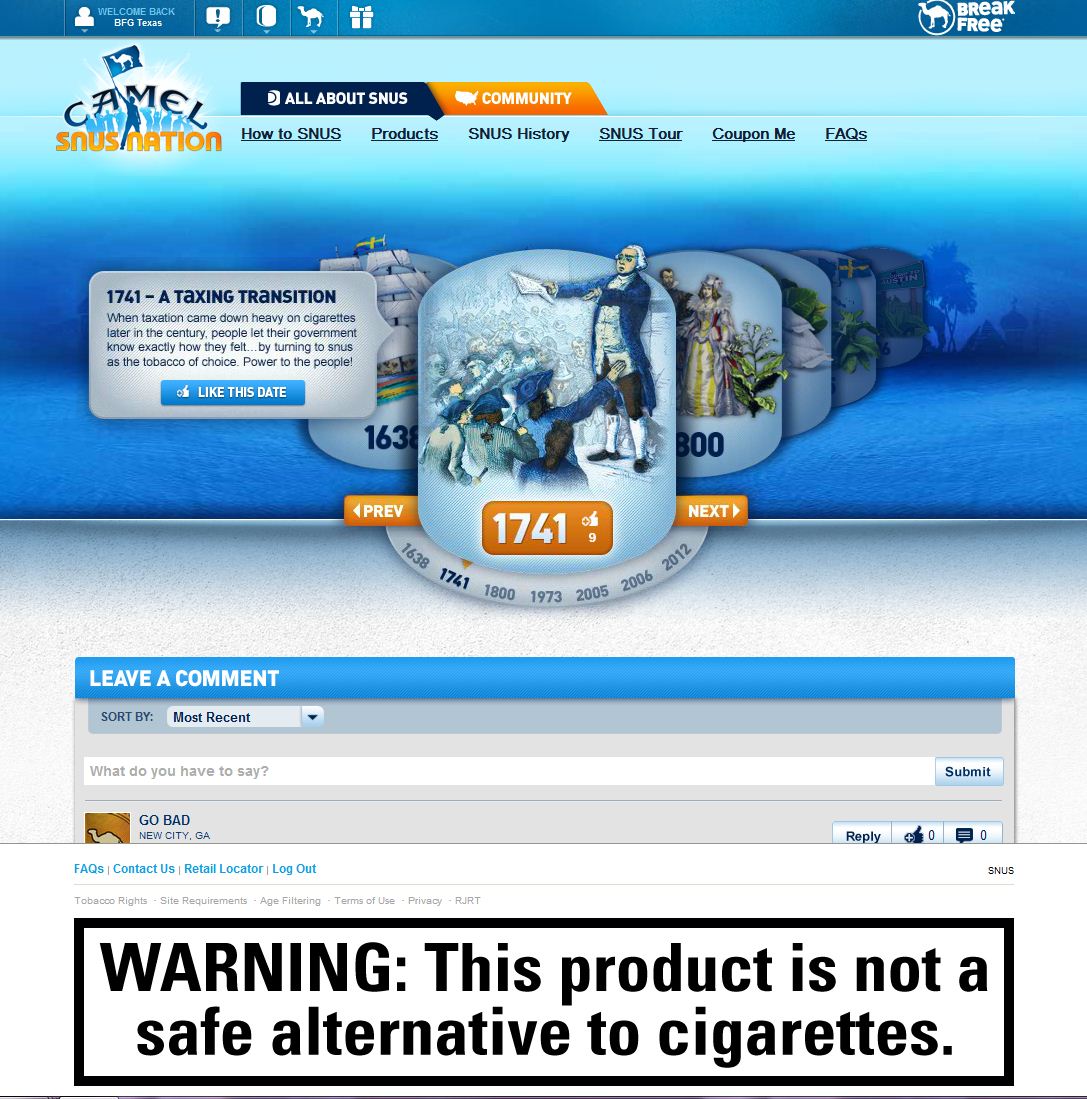 WELCOME BACK
BFG Texas
BREAK
FREE
CAMEL
SNUS NATION
ALL ABOUT SNUS
COMMUNITY
How to SNUS
Products
SNUS History
SNUS Tour
Coupon Me
FAQs
1741 – A TAXING TRANSITION
When taxation came down heavy on cigarettes
later in the century, people let their government
know exactly how they felt...by turning to snus
as the tobacco of choice. Power to the people!
LIKE THIS DATE
AUSTIN
6
1638
800
PREV
1741
9
NEXT
1638
1741
1800
1973
2005
2006
2012
LEAVE A COMMENT
SORT BY:
Most Recent
What do you have to say?
Submit
GO BAD
NEW CITY, GA
Reply
0
0
FAQs | Contact Us | Retail Locator | Log Out
SNUS
Tobacco Rights · Site Requirements · Age Filtering · Terms of Use · Privacy · RJRT
WARNING: This product is not a
safe alternative to cigarettes.